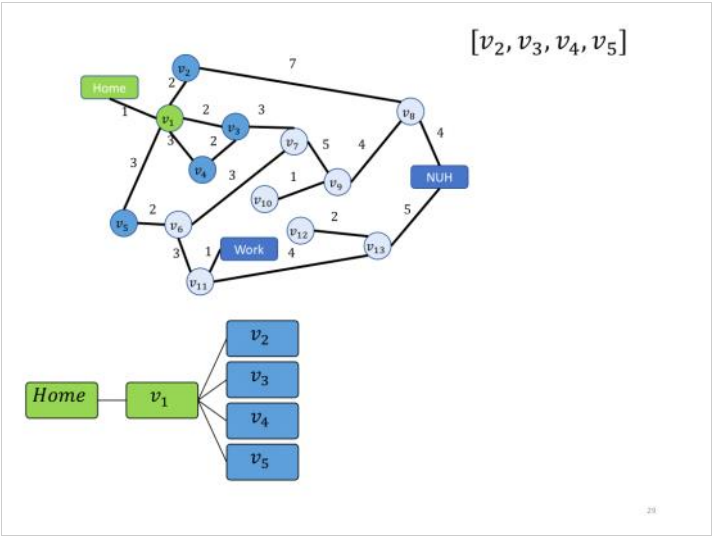 [v₂, v₃, v₄, v₅]
7
v₂
Home
2
1
v₁
2
v₃
3
v₈
3
2
v₇
5
4
4
3
v₄
3
1
v₉
NUH
v₁₀
2
5
v₅
2
v₆
v₁₂
v₁₃
3
1
Work
4
v₁₁
v₂
v₃
Home
v₁
v₄
v₅
29